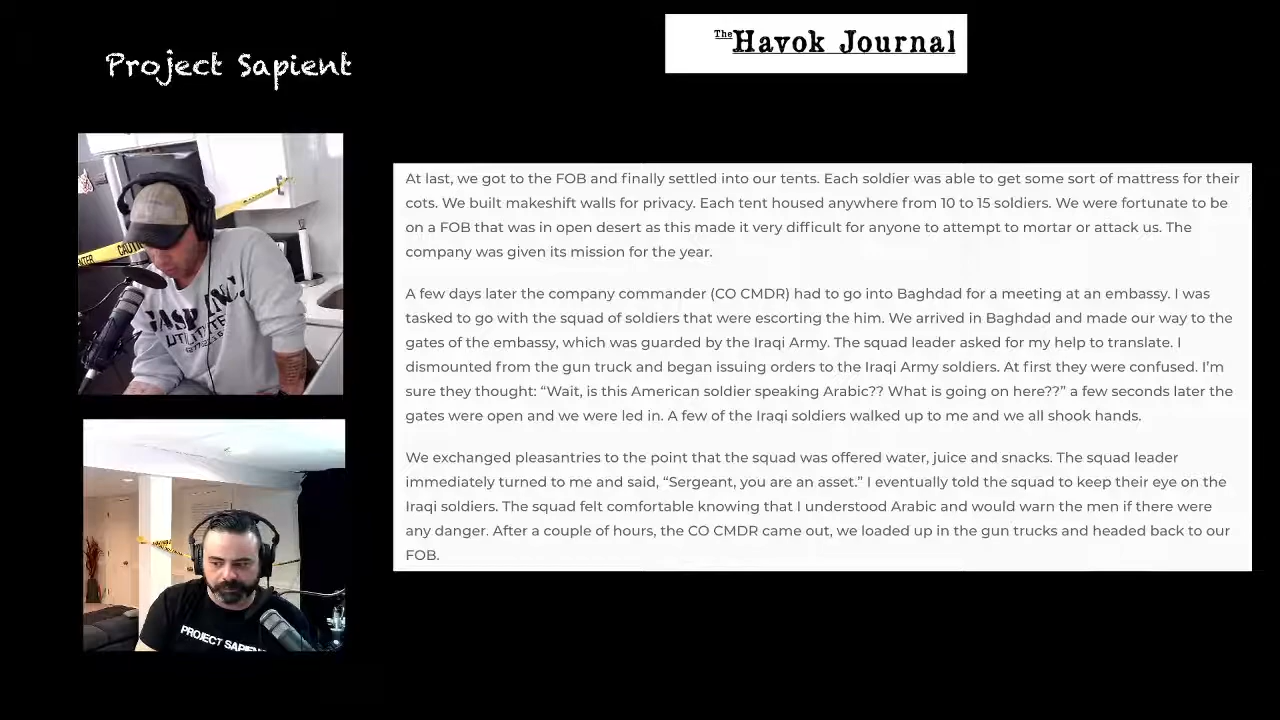 Project Sapient
The Havok Journal
At last, we got to the FOB and finally settled into our tents. Each soldier was able to get some sort of mattress for their
cots. We built makeshift walls for privacy. Each tent housed anywhere from 10 to 15 soldiers. We were fortunate to be
on a FOB that was in open desert as this made it very difficult for anyone to attempt to mortar or attack us. The
company was given its mission for the year.
A few days later the company commander (CO CMDR) had to go into Baghdad for a meeting at an embassy. I was
tasked to go with the squad of soldiers that were escorting the him. We arrived in Baghdad and made our way to the
gates of the embassy, which was guarded by the Iraqi Army. The squad leader asked for my help to translate. I
dismounted from the gun truck and began issuing orders to the Iraqi Army soldiers. At first they were confused. I’m
sure they thought: “Wait, is this American soldier speaking Arabic?? What is going on here??” a few seconds later the
gates were open and we were led in. A few of the Iraqi soldiers walked up to me and we all shook hands.
We exchanged pleasantries to the point that the squad was offered water, juice and snacks. The squad leader
immediately turned to me and said, “Sergeant, you are an asset.” I eventually told the squad to keep their eye on the
Iraqi soldiers. The squad felt comfortable knowing that I understood Arabic and would warn the men if there were
any danger. After a couple of hours, the CO CMDR came out, we loaded up in the gun trucks and headed back to our
FOB.
INC.
PROJECT SAPIEN